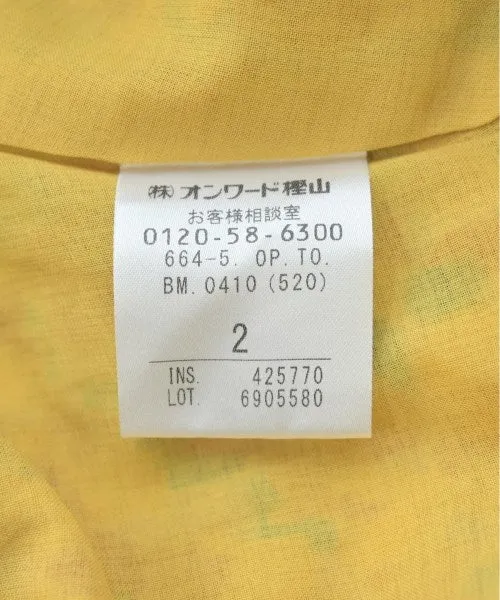 ㈱オンワード樫山
お客様相談室
0120-58-6300
664-5. OP. TO.
BM. 0410 (520)
2
INS. 425770
LOT. 6905580